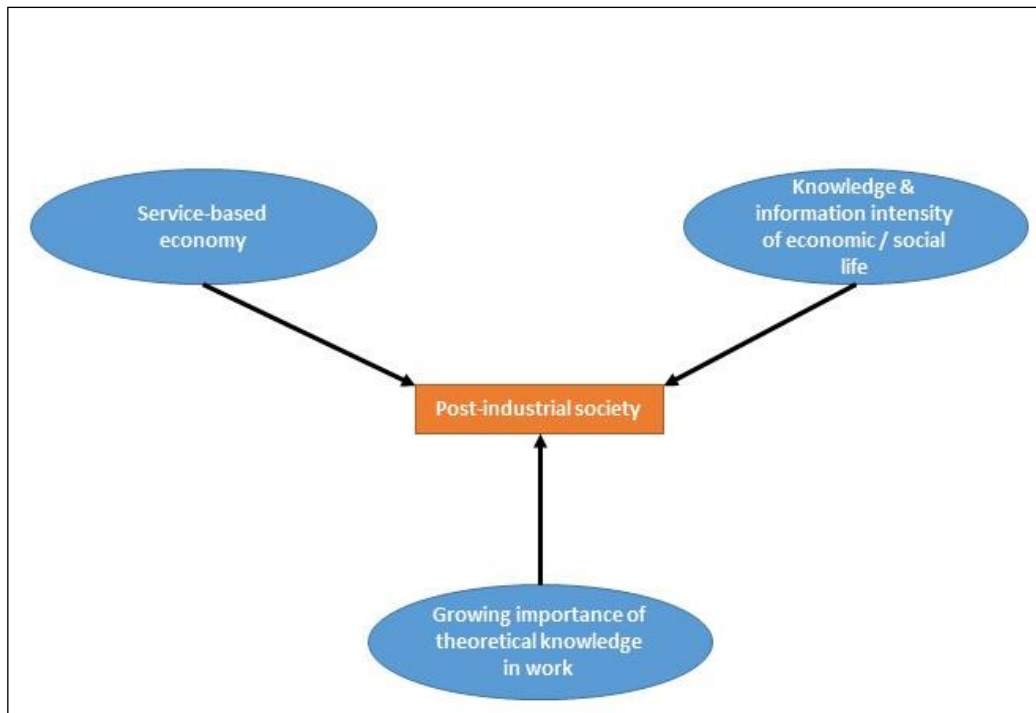 Service-based
economy
Knowledge &
information intensity
of economic / social
life
Post-industrial society
Growing importance of
theoretical knowledge
in work